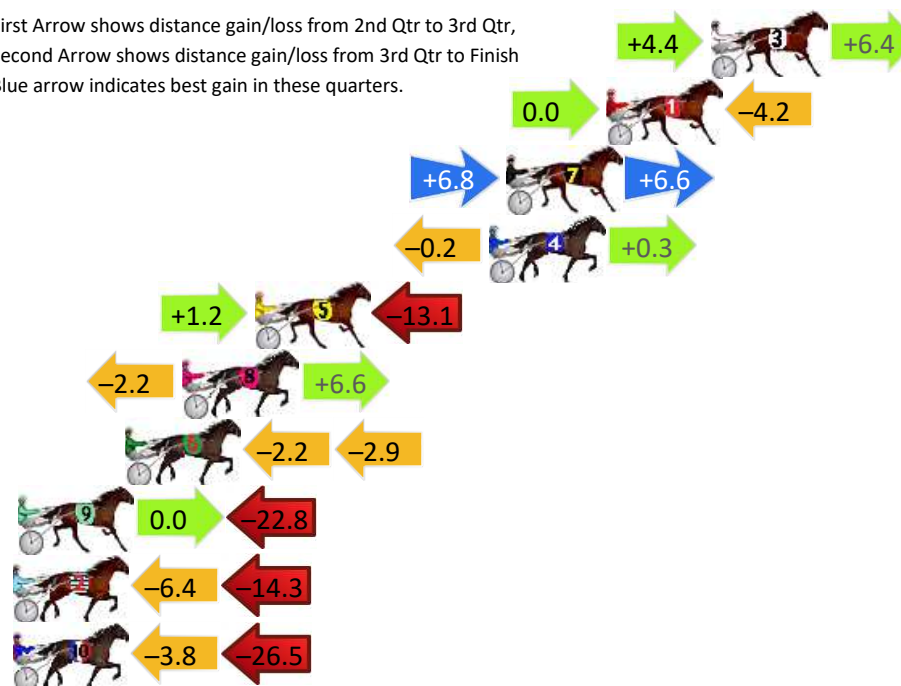 irst Arrow shows distance gain/loss from 2nd Qtr to 3rd Qtr,
econd Arrow shows distance gain/loss from 3rd Qtr to Finish
lue arrow indicates best gain in these quarters.
+4.4 3 +6.4
0.0 1 –4.2
+6.8 7 +6.6
–0.2 4 +0.3
+1.2 5 –13.1
–2.2 8 +6.6
6 –2.2 –2.9
9 0.0 –22.8
2 –6.4 –14.3
10 –3.8 –26.5